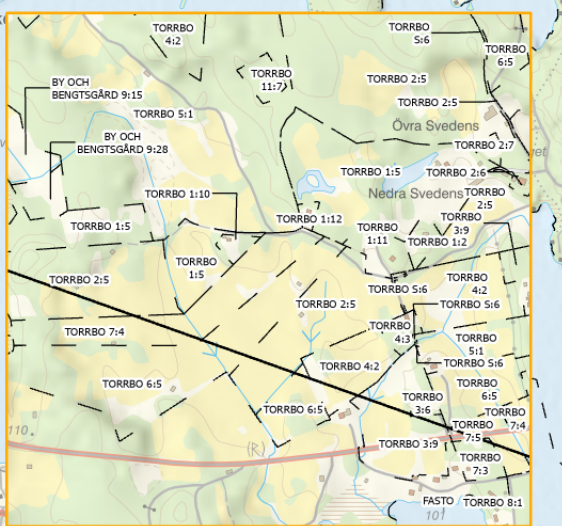 TORRBO
4:2
TORRBO
S:6
TORRBO
6:5
TORRBO
11:7
TORRBO 2:5
BY OCH
BENGTSGÅRD 9:15
TORRBO 2:5
TORRBO 5:1
Övra Svedens
BY OCH
BENGTSGÅRD 9:28
TORRBO 2:7
TORRBO 1:5
TORRBO 2:6
TORRBO 1:10
Nedra Svedens
TORRBO
2:5
TORRBO 1:12
TORRBO
3:9
TORRBO 1:5
TORRBO
1:11
TORRBO 1:2
TORRBO
1:5
TORRBO 2:5
TORRBO S:6
TORRBO
4:2
TORRBO 2:5
TORRBO S:6
TORRBO 7:4
TORRBO
4:3
TORRBO
5:1
TORRBO 4:2
TORRBO S:6
TORRBO 6:5
TORRBO
6:5
TORRBO
3:6
TORRBO 6:5
TORRBO
7:4
TORRBO
7:5
110
(R)
TORRBO 3:9
TORRBO
7:3
FASTO
TORRBO 8:1
101